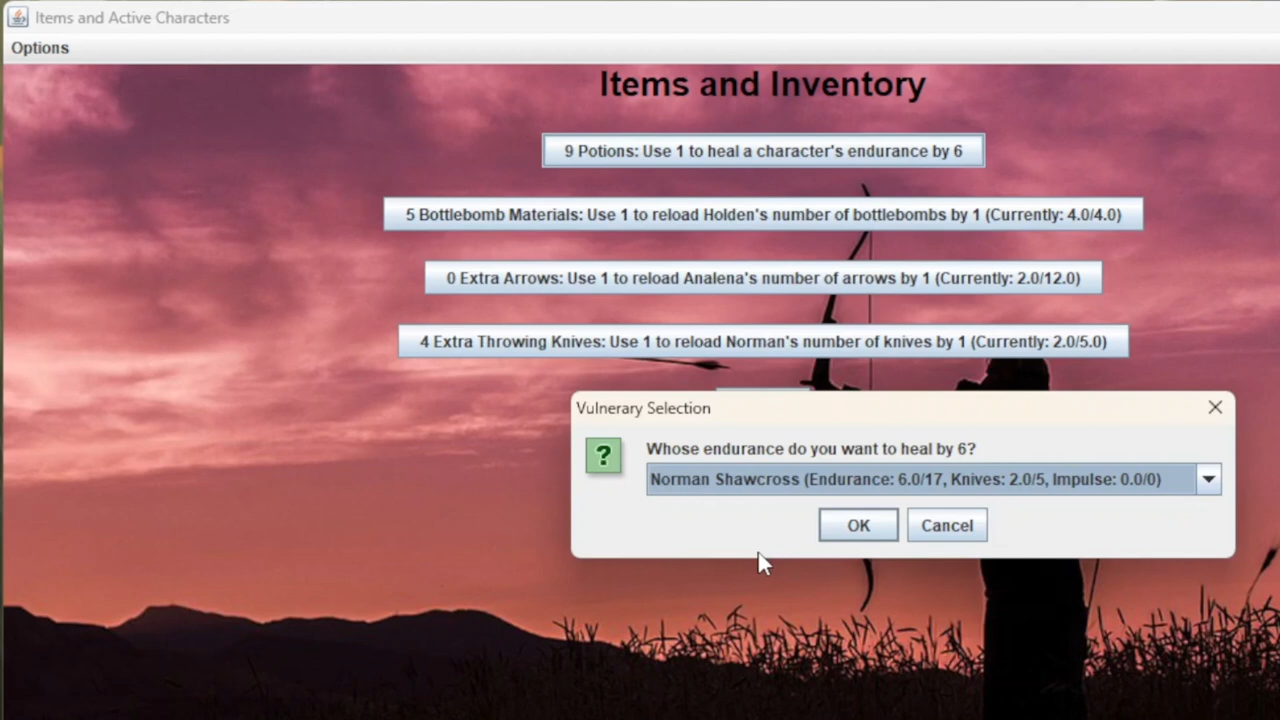 Items and Active Characters
Options
Items and Inventory
9 Potions: Use 1 to heal a character's endurance by 6
5 Bottlebomb Materials: Use 1 to reload Holden's number of bottlebombs by 1 (Currently: 4.0/4.0)
0 Extra Arrows: Use 1 to reload Analena's number of arrows by 1 (Currently: 2.0/12.0)
4 Extra Throwing Knives: Use 1 to reload Norman's number of knives by 1 (Currently: 2.0/5.0)
Vulnerary Selection
?
Whose endurance do you want to heal by 6?
Norman Shawcross (Endurance: 6.0/17, Knives: 2.0/5, Impulse: 0.0/0)
OK Cancel